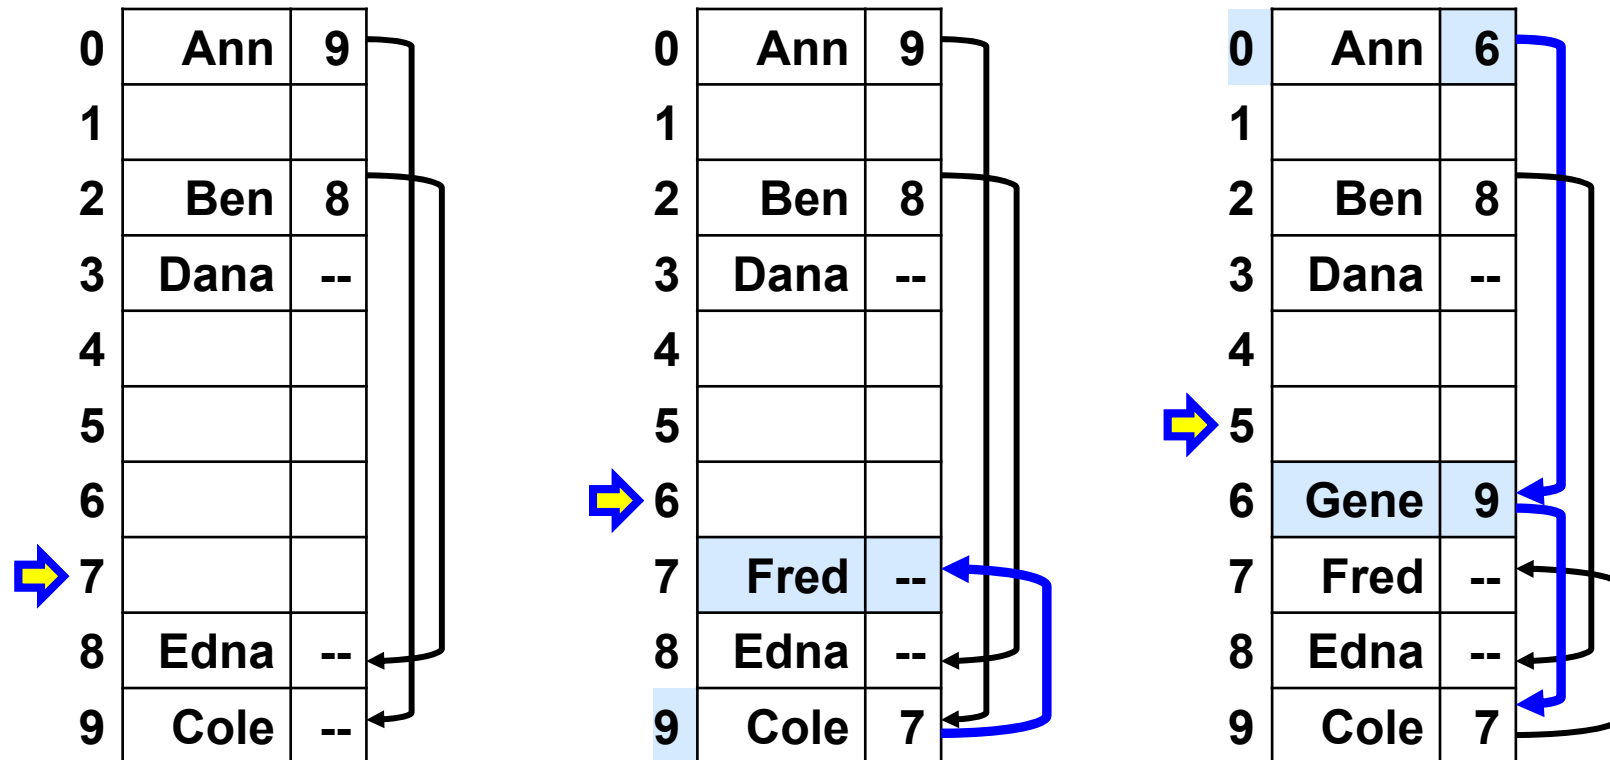 0 Ann 9
1
2 Ben 8
3 Dana --
4
5
6
7
8 Edna --
9 Cole --
0 Ann 9
1
2 Ben 8
3 Dana --
4
5
6
7 Fred --
8 Edna --
9 Cole 7
0 Ann 6
1
2 Ben 8
3 Dana --
4
5
6 Gene 9
7 Fred --
8 Edna --
9 Cole 7